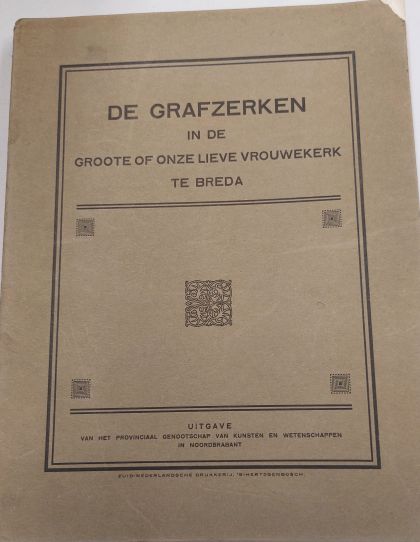 DE GRAFZERKEN
IN DE
GROOTE OF ONZE LIEVE VROUWEKERK
TE BREDA
UITGAVE
VAN HET PROVINCIAAL GENOOTSCHAP VAN KUNSTEN EN WETENSCHAPPEN
IN NOORDBRABANT
ZUID-NEDERLANDSCHE DRUKKERIJ, 'S-HERTOGENBOSCH.